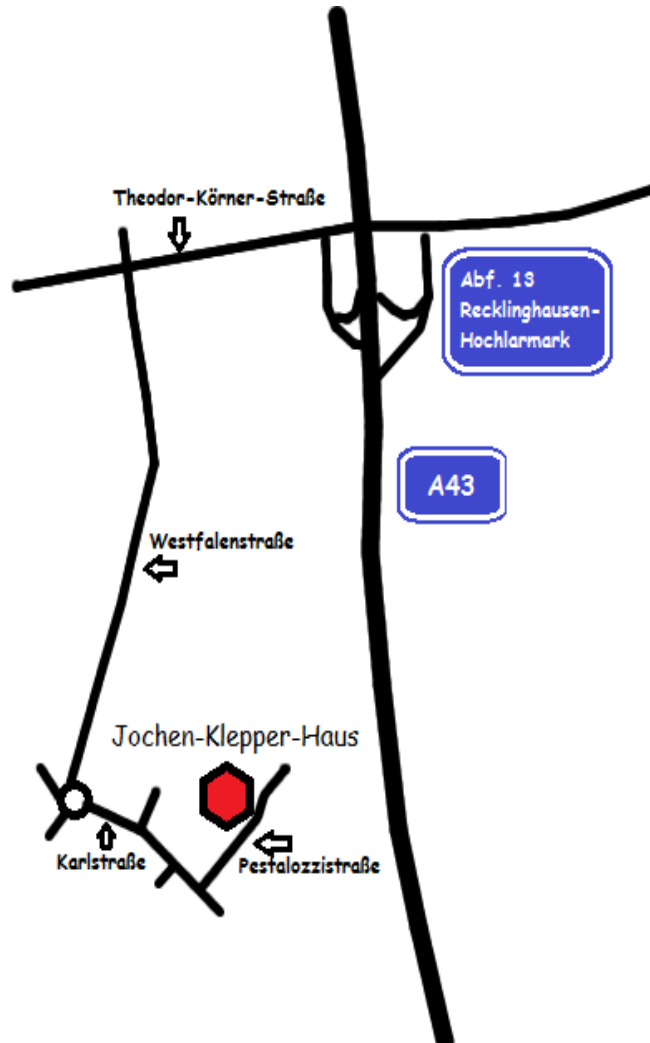 Theodor-Körner-Straße
Abf. 13
Recklinghausen-
Hochlarmark
A43
Westfalenstraße
Jochen-Klepper-Haus
Karlstraße
Pestalozzistraße